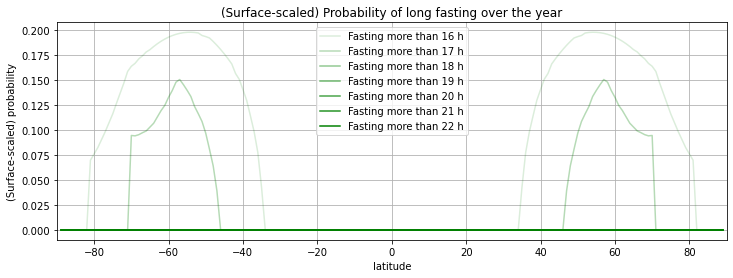 (Surface-scaled) Probability of long fasting over the year
Fasting more than 16 h
Fasting more than 17 h
Fasting more than 18 h
Fasting more than 19 h
Fasting more than 20 h
Fasting more than 21 h
Fasting more than 22 h
(Surface-scaled) probability
0.200
0.175
0.150
0.125
0.100
0.075
0.050
0.025
0.000
−80 −60 −40 −20 0 20 40 60 80
latitude